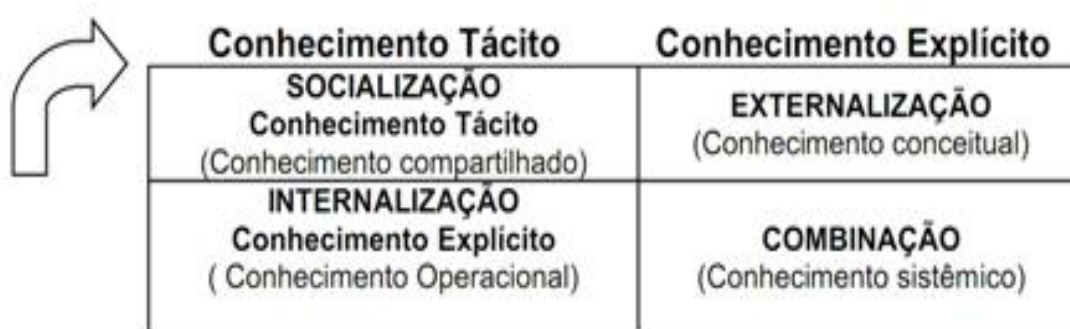 Conhecimento Tácito Conhecimento Explícito
SOCIALIZAÇÃO
Conhecimento Tácito
(Conhecimento compartilhado)
EXTERNALIZAÇÃO
(Conhecimento conceitual)
INTERNALIZAÇÃO
Conhecimento Explícito
( Conhecimento Operacional)
COMBINAÇÃO
(Conhecimento sistêmico)